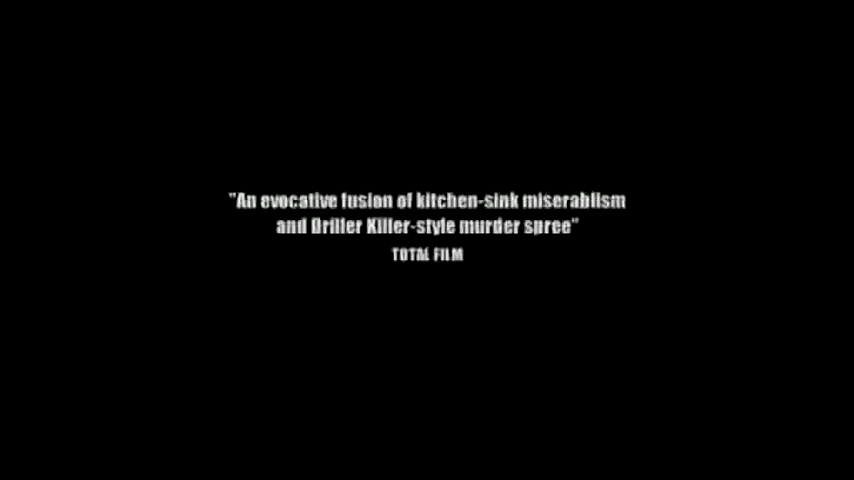 "An evocative fusion of kitchen-sink miserablism
and Driller Killer-style murder spree"
TOTAL FILM